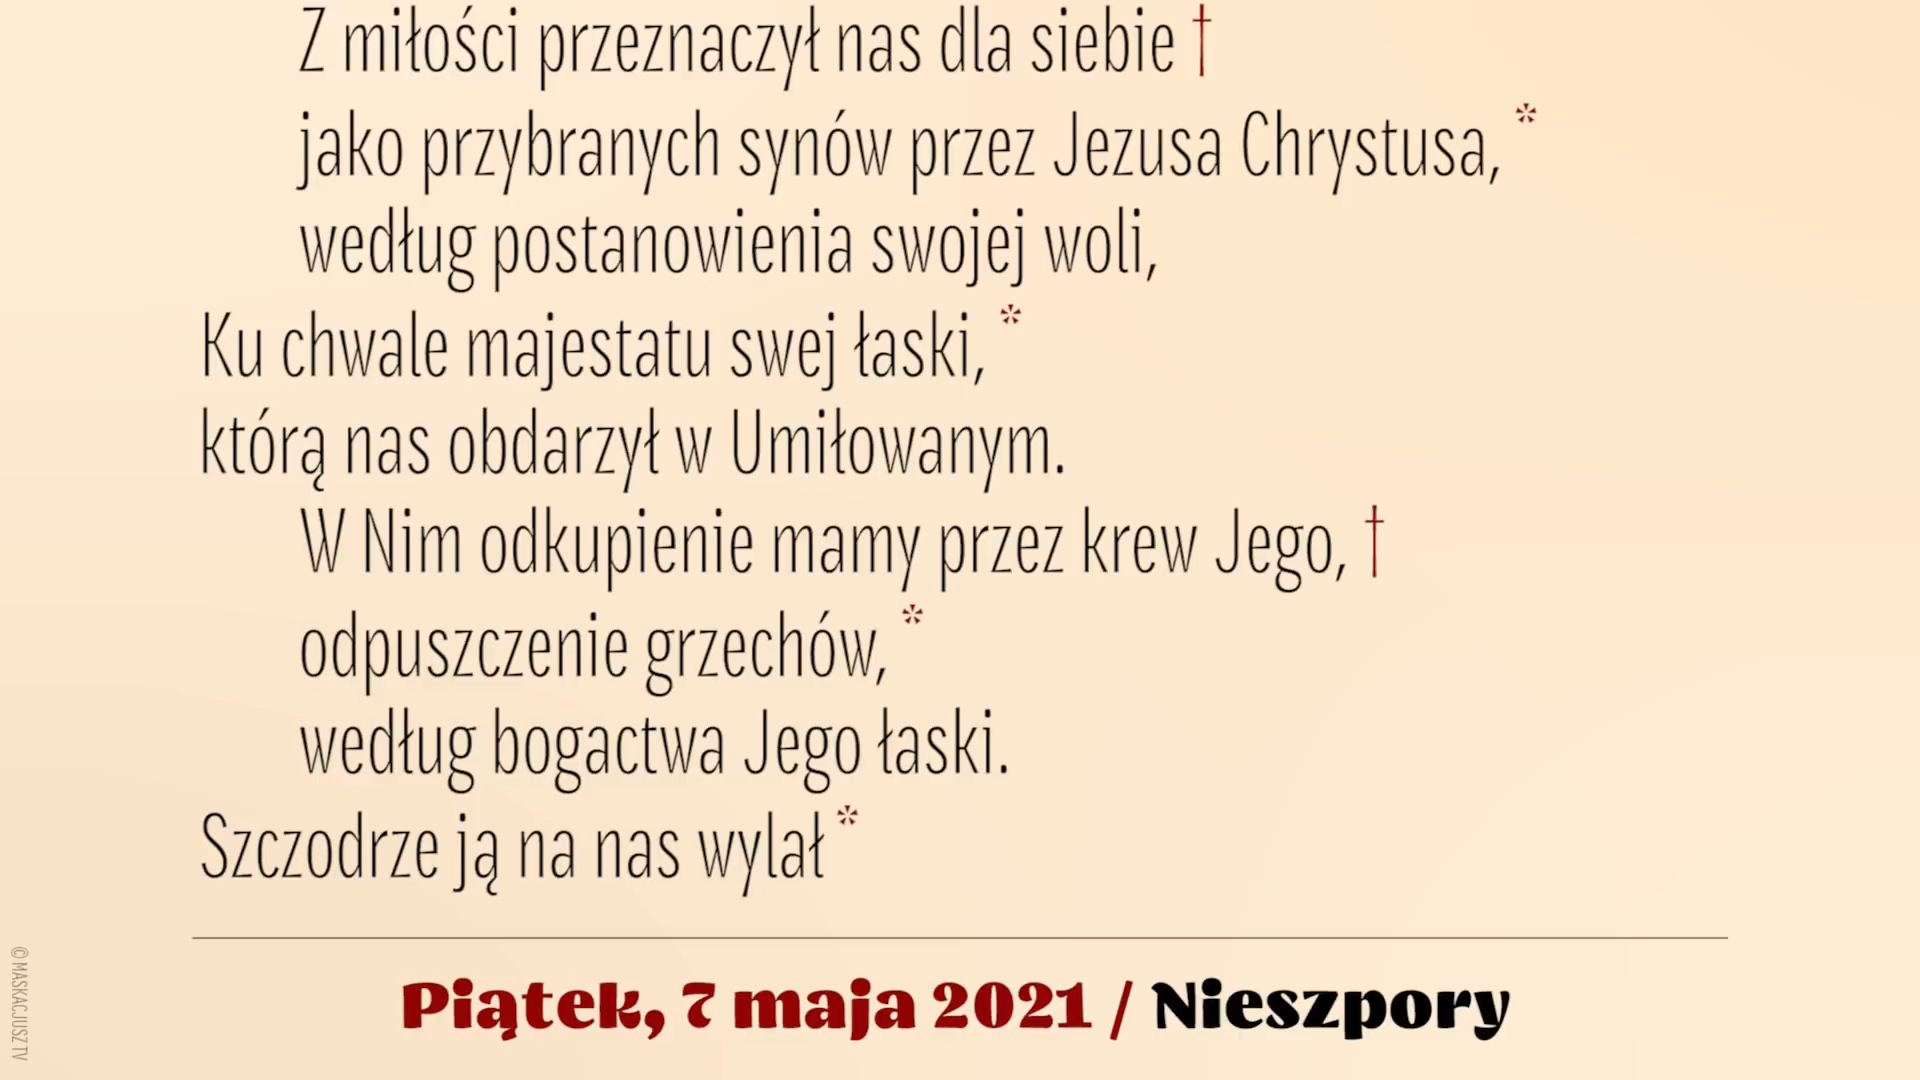 Z miłości przeznaczył nas dla siebie †
jako przybranych synów przez Jezusa Chrystusa, *
według postanowienia swojej woli,
Ku chwale majestatu swej łaski, *
którą nas obdarzył w Umiłowanym.
W Nim odkupienie mamy przez krew Jego, †
odpuszczenie grzechów, *
według bogactwa Jego łaski.
Szczodrze ją na nas wylał *
Piątek, 7 maja 2021 / Nieszpory
© MASKACJUSZ TV